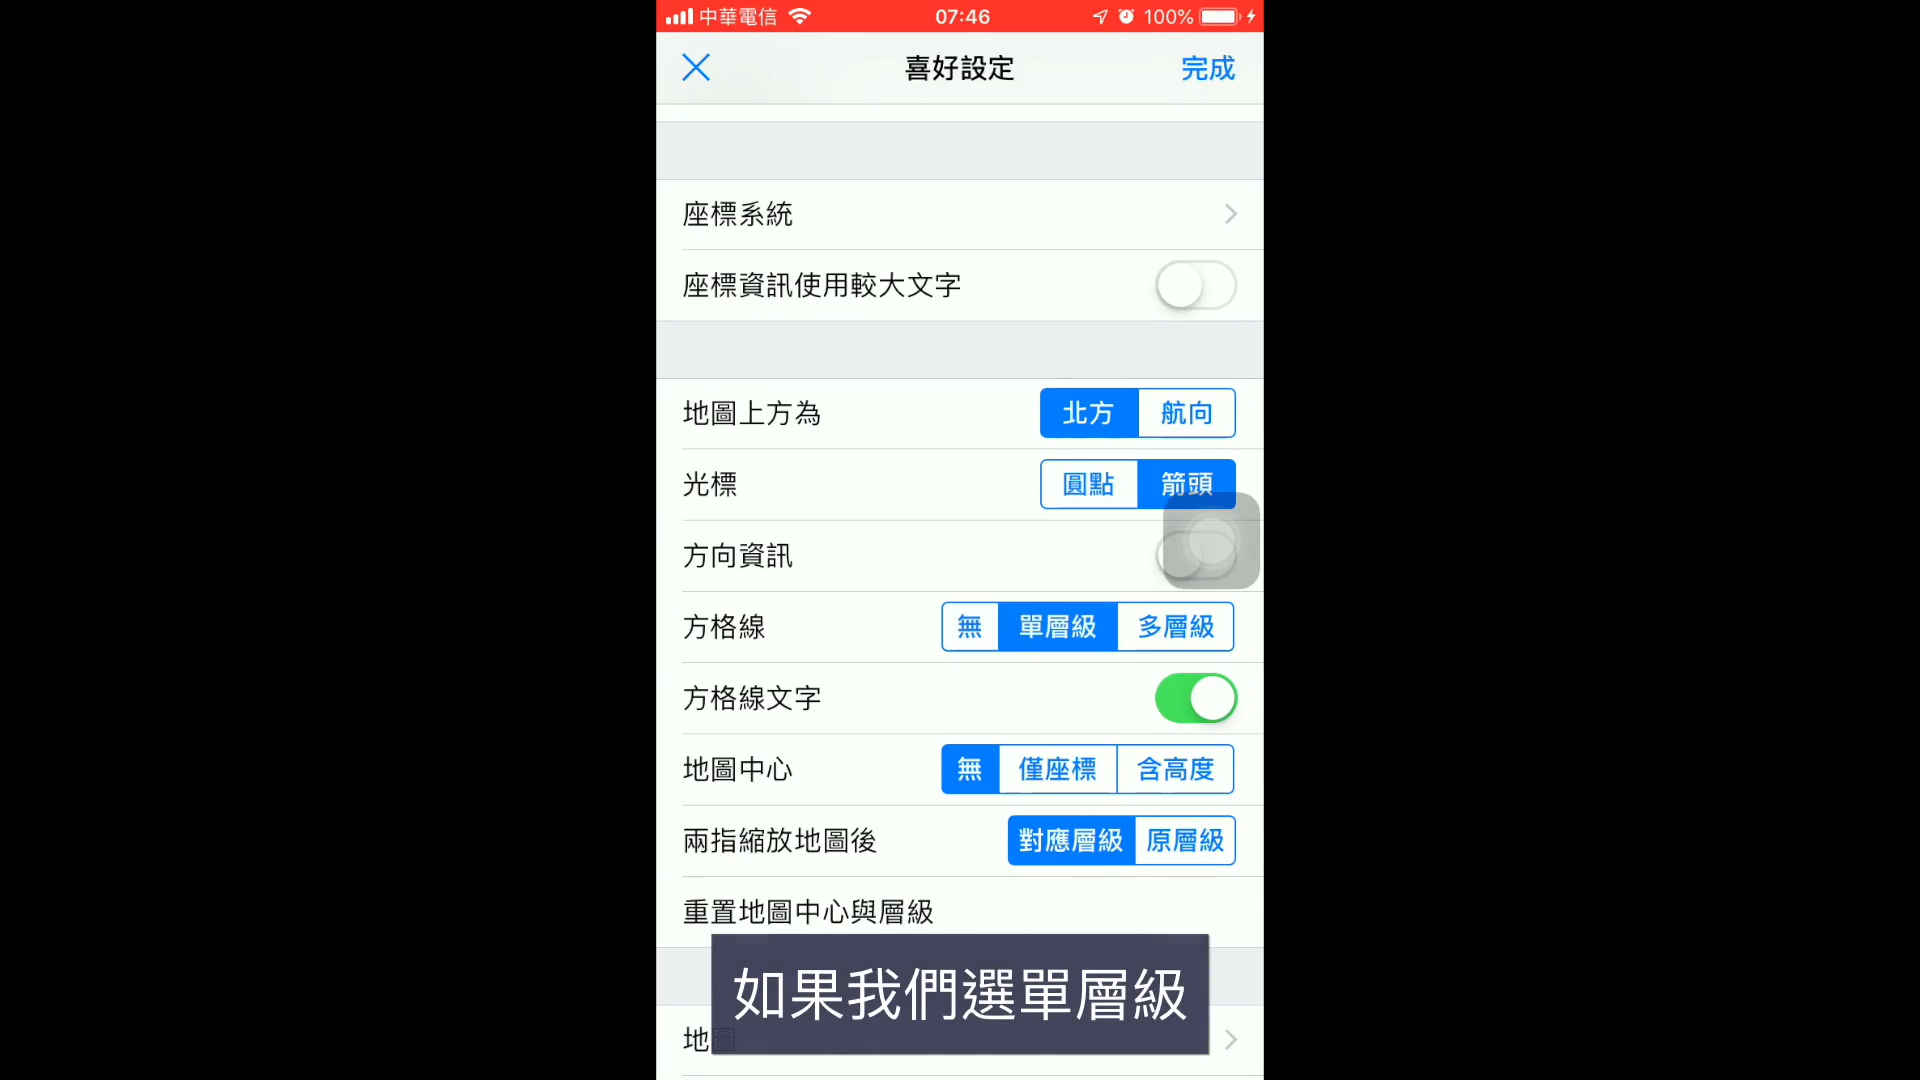 中華電信 07:46 100%
喜好設定 完成
座標系統
座標資訊使用較大文字
地圖上方為 北方 航向
光標 圓點 箭頭
方向資訊
方格線 無 單層級 多層級
方格線文字
地圖中心 無 僅座標 含高度
兩指縮放地圖後 對應層級 原層級
重置地圖中心與層級
如果我們選單層級
地圖